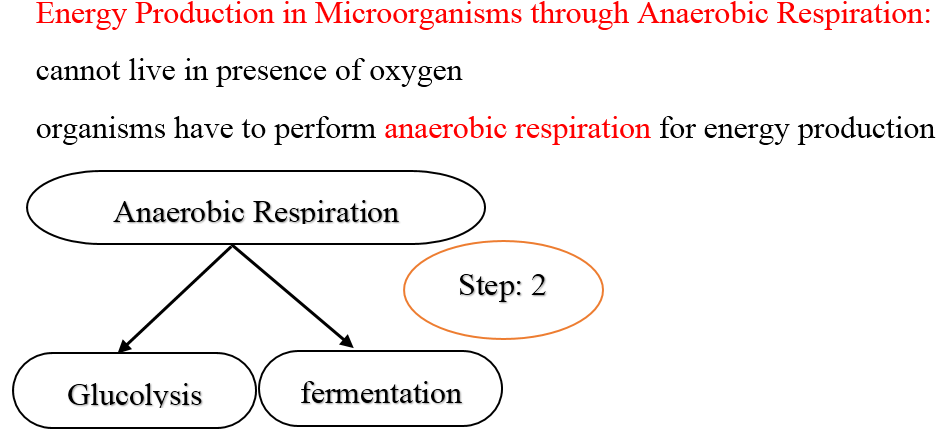 Energy Production in Microorganisms through Anaerobic Respiration:
cannot live in presence of oxygen
organisms have to perform anaerobic respiration for energy production
Anaerobic Respiration
Step: 2
Glucolysis
fermentation